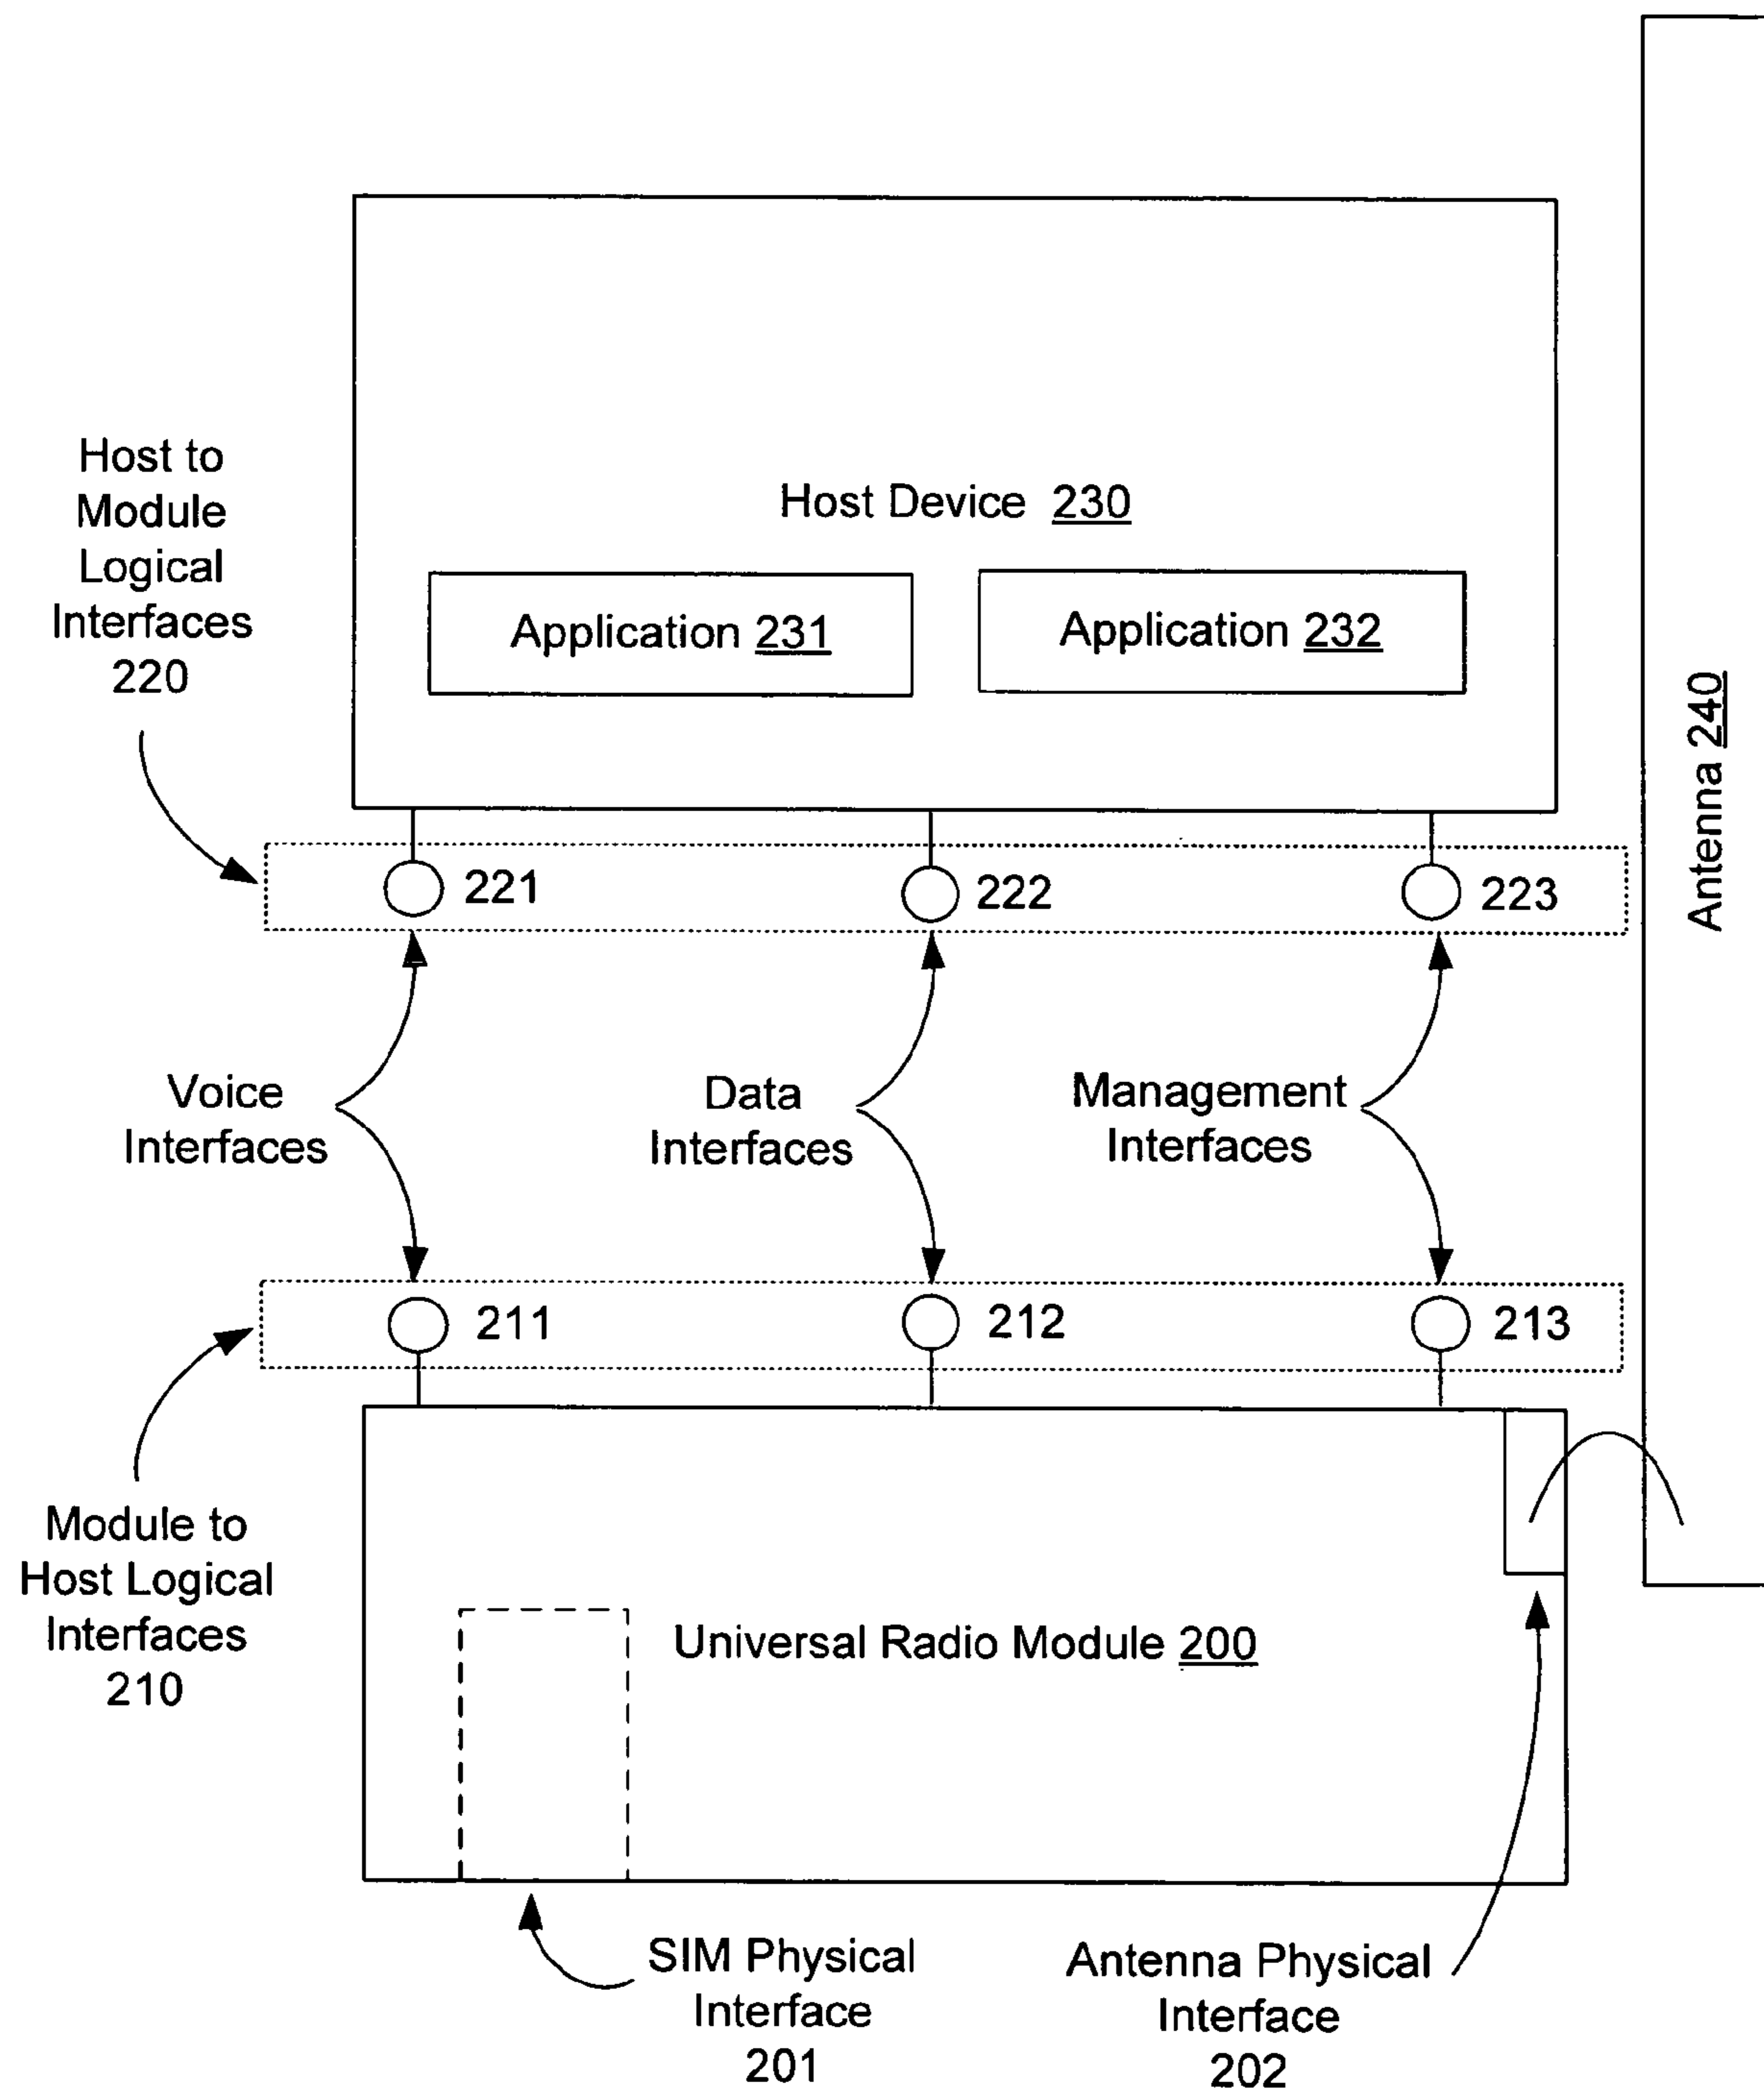 Host to
Module
Logical
Interfaces
220
Host Device 230
Application 231
Application 232
Antenna 240
221
222
223
Voice
Interfaces
Data
Interfaces
Management
Interfaces
211
212
213
Module to
Host Logical
Interfaces
210
Universal Radio Module 200
SIM Physical
Interface
201
Antenna Physical
Interface
202